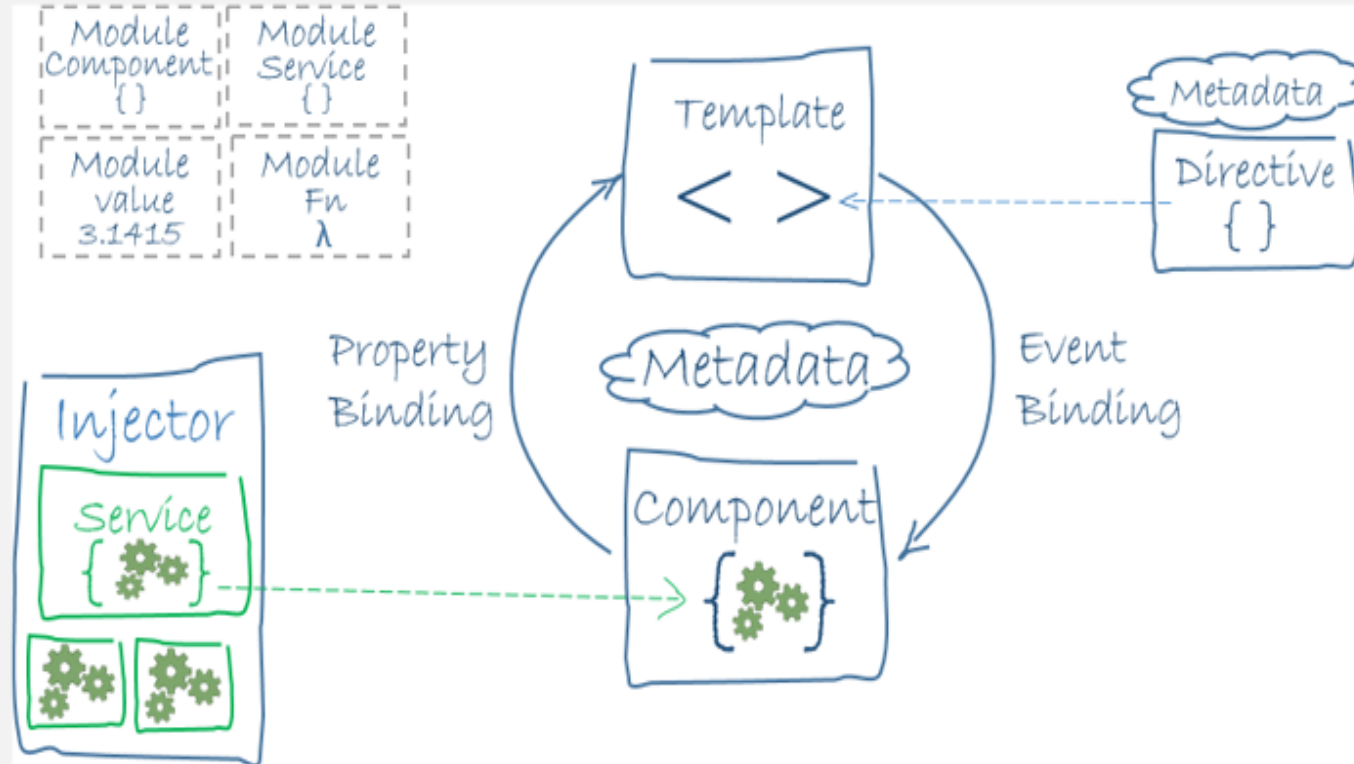 Module
Component
{ }
Module
Service
{ }
Module
value
3.1415
Module
Fn
λ
Template
< >
Metadata
Directive
{ }
Property
Binding
Metadata
Event
Binding
Injector
Service
{ }
Component
{ }